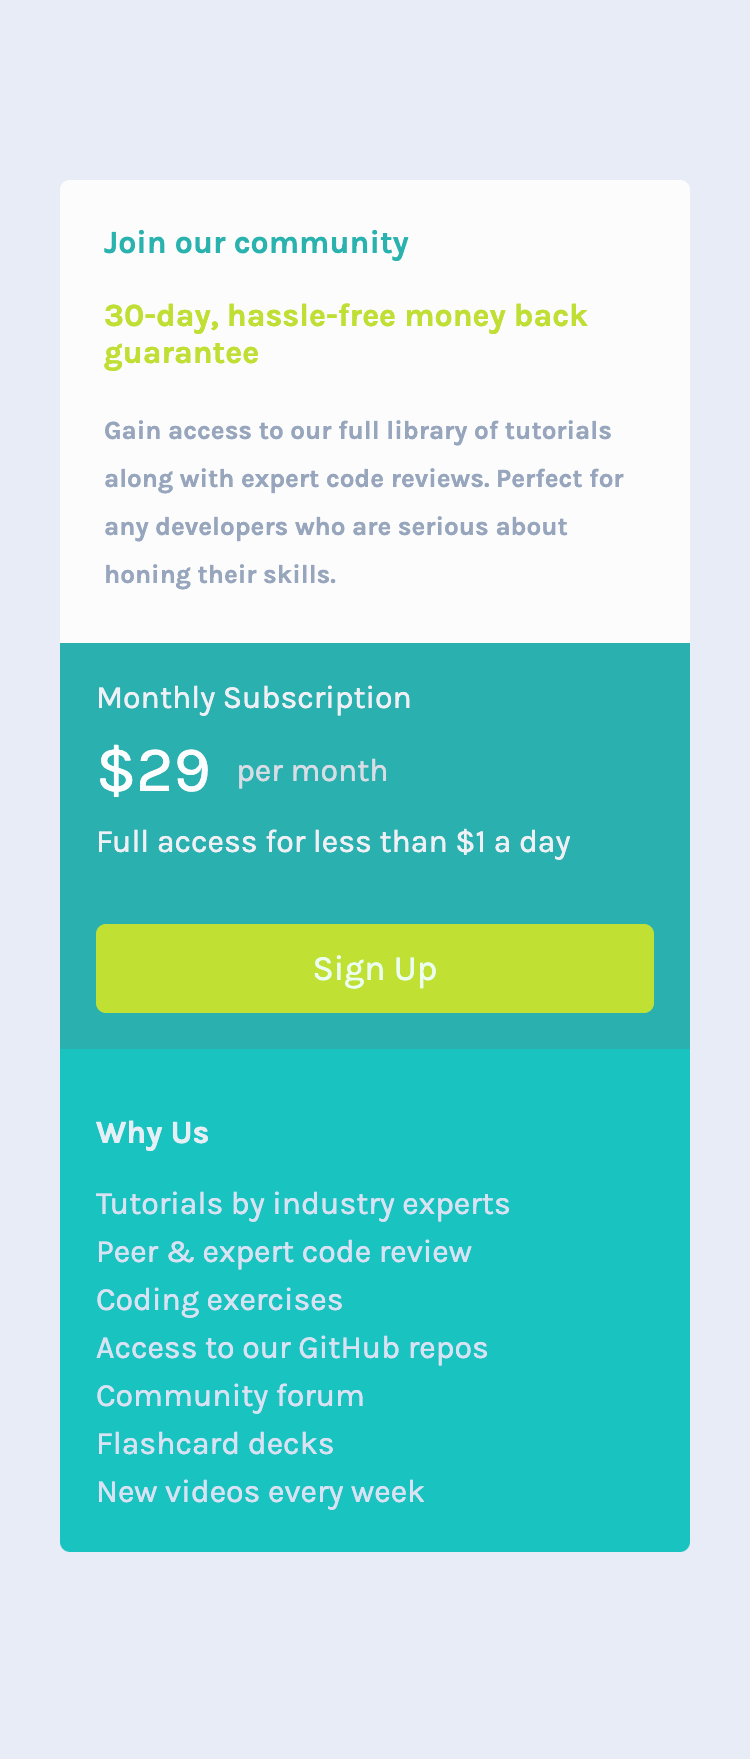 Join our community
30-day, hassle-free money back
guarantee
Gain access to our full library of tutorials
along with expert code reviews. Perfect for
any developers who are serious about
honing their skills.
Monthly Subscription
$29 per month
Full access for less than $1 a day
Sign Up
Why Us
Tutorials by industry experts
Peer & expert code review
Coding exercises
Access to our GitHub repos
Community forum
Flashcard decks
New videos every week